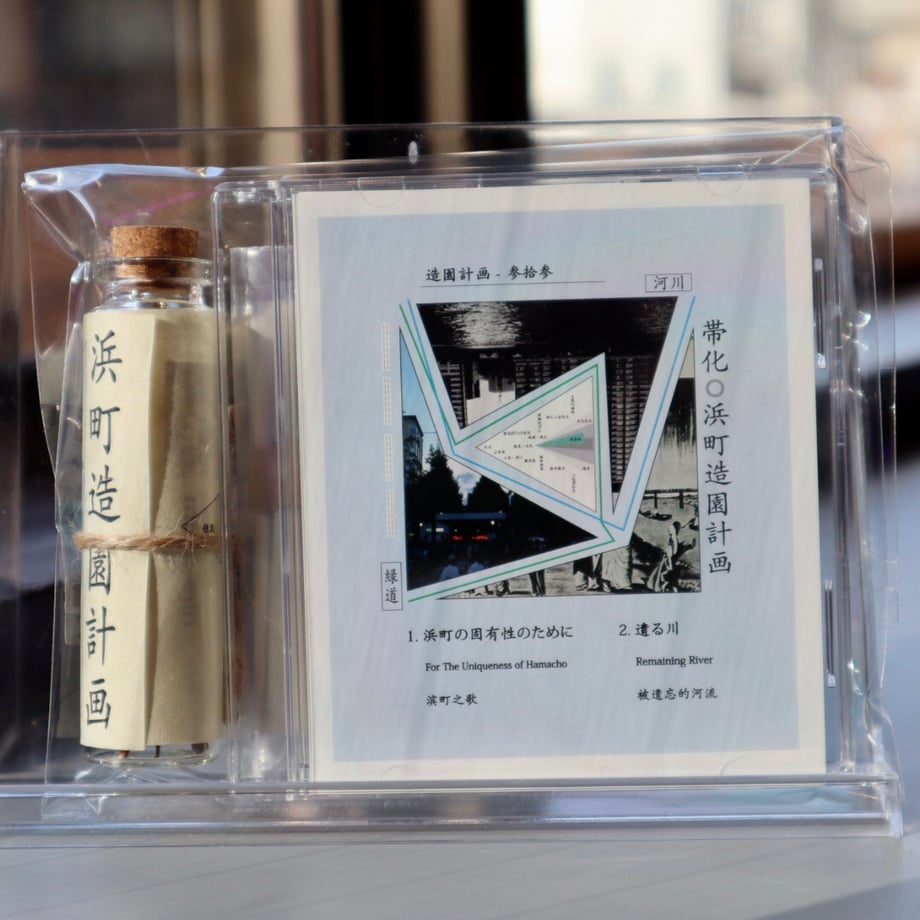 浜町造園計画
造園計画 - 参拾参
河川
帯化○浜町造園計画
緑道
1. 浜町の固有性のために
For The Uniqueness of Hamacho
滨町之歌
2. 遺る川
Remaining River
被遺忘的河流